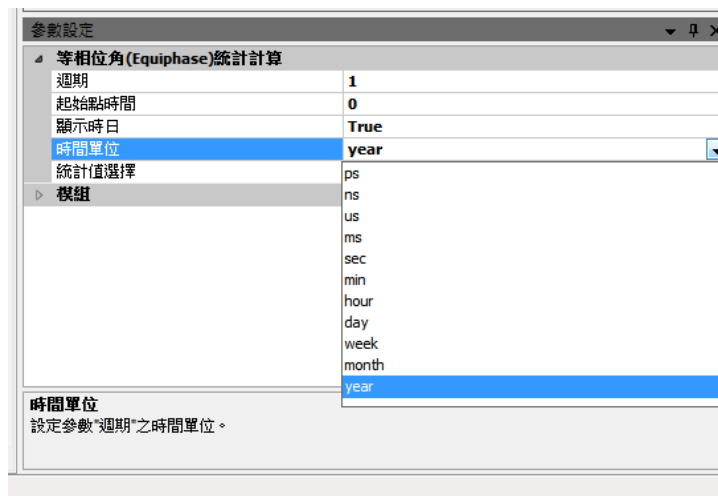 參數設定
等相位角(Equiphase)統計計算
週期 1
起始點時間 0
顯示時日 True
時間單位 year
統計值選擇
ps
模組
ns
us
ms
sec
min
hour
day
week
month
year
時間單位
設定參數"週期"之時間單位。